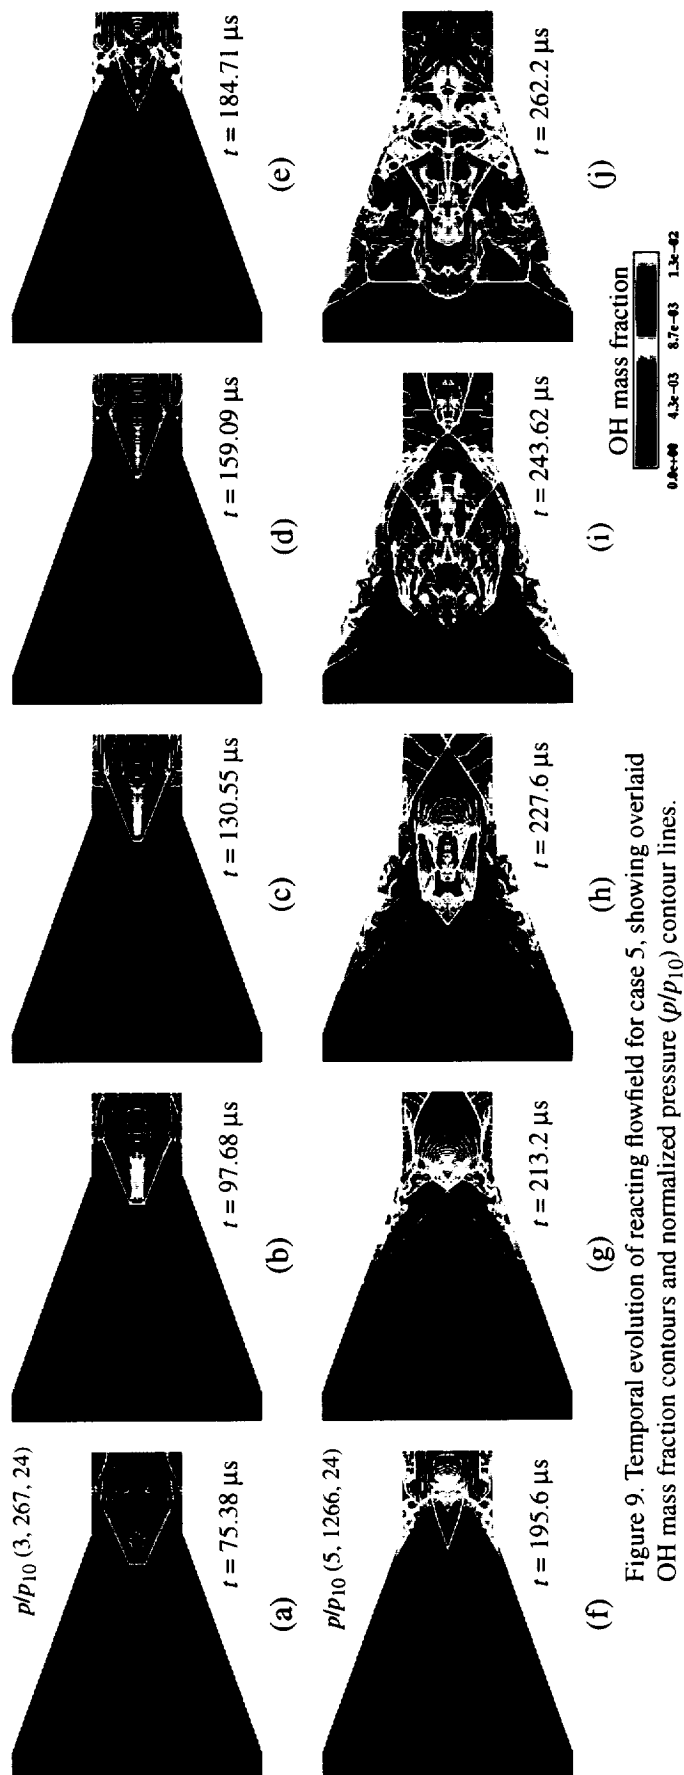 p/p10 (3, 267, 24)
t = 75.38 μs
(a)
t = 97.68 μs
(b)
t = 130.55 μs
(c)
t = 159.09 μs
(d)
t = 184.71 μs
(e)
p/p10 (5, 1266, 24)
t = 195.6 μs
(f)
t = 213.2 μs
(g)
t = 227.6 μs
(h)
t = 243.62 μs
(i)
t = 262.2 μs
(j)
OH mass fraction
0.0e+00 4.3e-03 8.7e-03 1.3e-02
Figure 9. Temporal evolution of reacting flowfield for case 5, showing overlaid
OH mass fraction contours and normalized pressure (p/p10) contour lines.